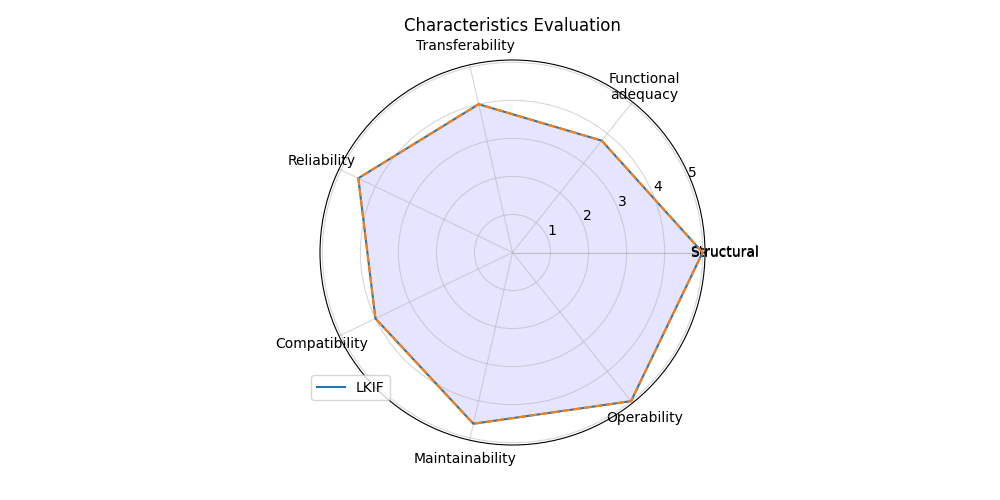 Characteristics Evaluation
Transferability
Functional
adequacy
Reliability
5
4
3
2
1
Structural
Compatibility
LKIF
Operability
Maintainability